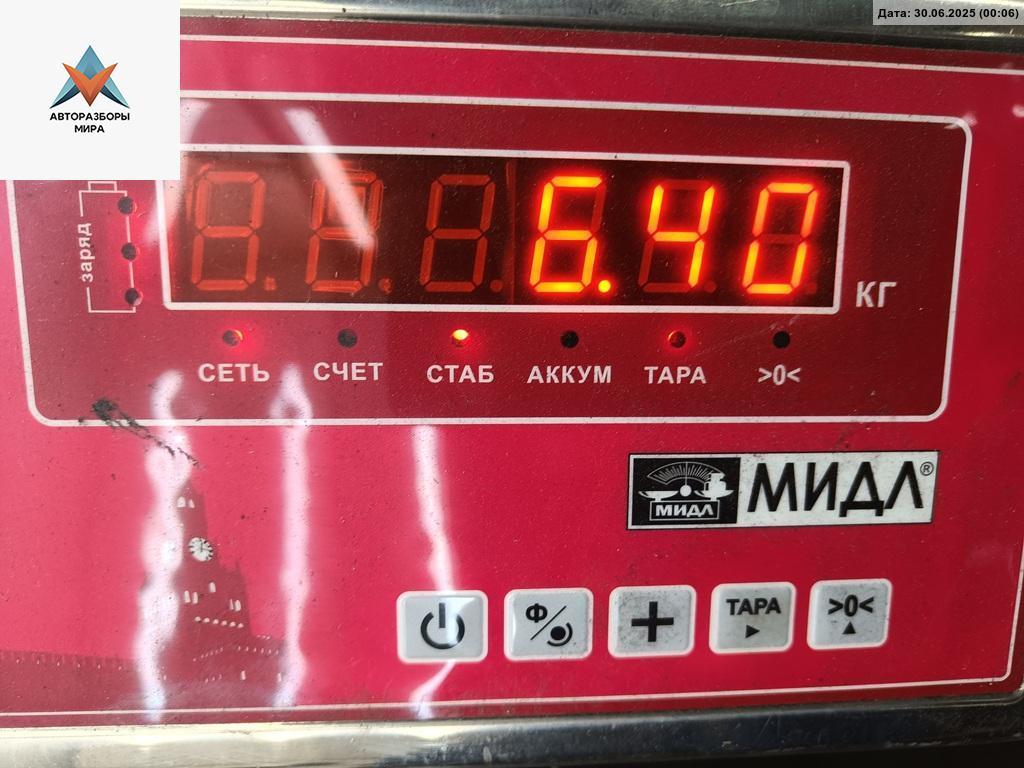 Дата: 30.06.2025 (00:06)
АВТОРАЗБОРЫ
МИРА
заряд
6.40
КГ
СЕТЬ СЧЕТ СТАБ АККУМ ТАРА >0<
МИДЛ МИДЛ®
Ф/ + ТАРА >0<